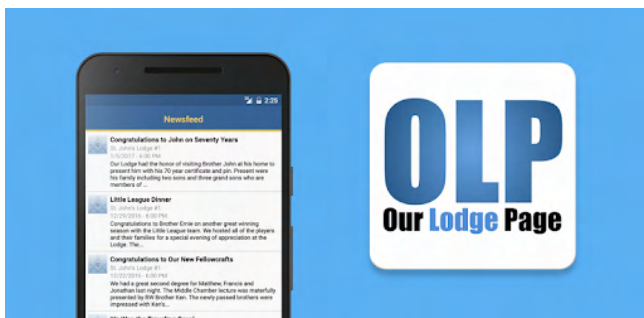 2:25
Newsfeed
Congratulations to John on Seventy Years
St. John's Lodge #1
1/5/2017 - 6:00 PM
Our Lodge had the honor of visiting Brother John at his home to
present him with his 70 year certificate and pin. Present were
his family including two sons and three grand sons who are
members of ...
Little League Dinner
St. John's Lodge #1
12/29/2016 - 8:00 PM
Congratulations to Brother Ernie on another great winning
season with the Little League team. We hosted all of the players
and their families for a special evening of appreciation at the
Lodge. The...
Congratulations to Our New Fellowcrafts
St. John's Lodge #1
12/22/2016 - 6:00 PM
We had a great second degree for Matthew, Francis and
Jonathan last night. The Middle Chamber lecture was masterfully
presented by RW Brother Ken. The newly passed brothers were
impressed with Ken's...
OLP
Our Lodge Page